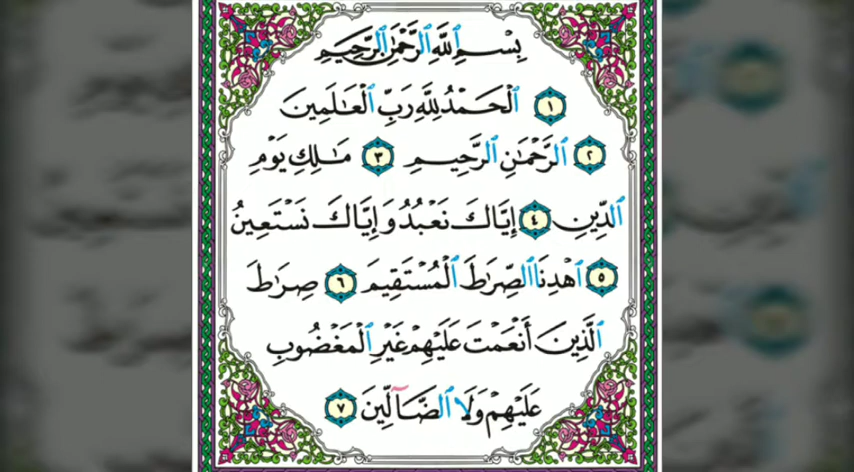 بِسْمِ ٱللَّهِ ٱلرَّحْمَٰنِ ٱلرَّحِيمِ
١ ٱلْحَمْدُ لِلَّهِ رَبِّ ٱلْعَٰلَمِينَ
٢ ٱلرَّحْمَٰنِ ٱلرَّحِيمِ ٣ مَٰلِكِ يَوْمِ
ٱلدِّينِ ٤ إِيَّاكَ نَعْبُدُ وَإِيَّاكَ نَسْتَعِينُ
٥ ٱهْدِنَا ٱلصِّرَٰطَ ٱلْمُسْتَقِيمَ ٦ صِرَٰطَ
ٱلَّذِينَ أَنْعَمْتَ عَلَيْهِمْ غَيْرِ ٱلْمَغْضُوبِ
عَلَيْهِمْ وَلَا ٱلضَّآلِّينَ ٧